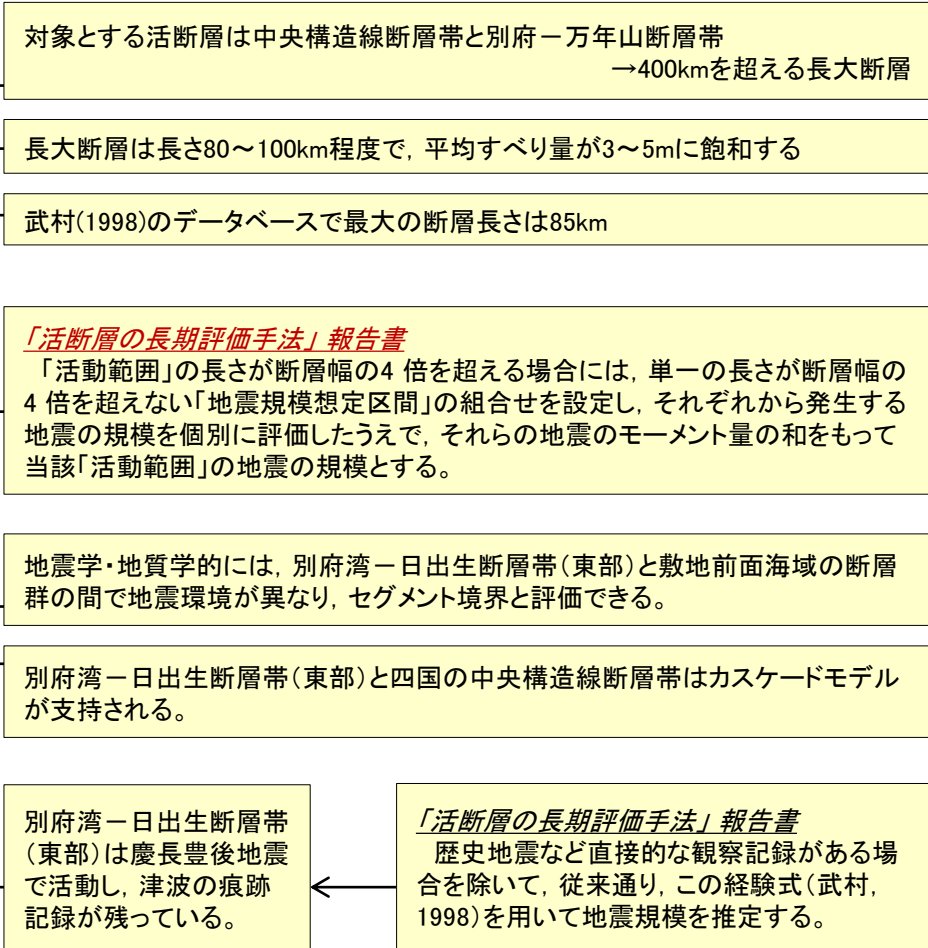 対象とする活断層は中央構造線断層帯と別府－万年山断層帯
→400kmを超える長大断層
長大断層は長さ80～100km程度で，平均すべり量が3～5mに飽和する
武村(1998)のデータベースで最大の断層長さは85km
「活断層の長期評価手法」報告書
「活動範囲」の長さが断層幅の4 倍を超える場合には，単一の長さが断層幅の
4 倍を超えない「地震規模想定区間」の組合せを設定し，それぞれから発生する
地震の規模を個別に評価したうえで，それらの地震のモーメント量の和をもって
当該「活動範囲」の地震の規模とする。
地震学・地質学的には，別府湾－日出生断層帯（東部）と敷地前面海域の断層
群の間で地震環境が異なり，セグメント境界と評価できる。
別府湾－日出生断層帯（東部）と四国の中央構造線断層帯はカスケードモデル
が支持される。
別府湾－日出生断層帯
（東部）は慶長豊後地震
で活動し，津波の痕跡
記録が残っている。
「活断層の長期評価手法」報告書
歴史地震など直接的な観察記録がある場
合を除いて，従来通り，この経験式（武村，
1998）を用いて地震規模を推定する。